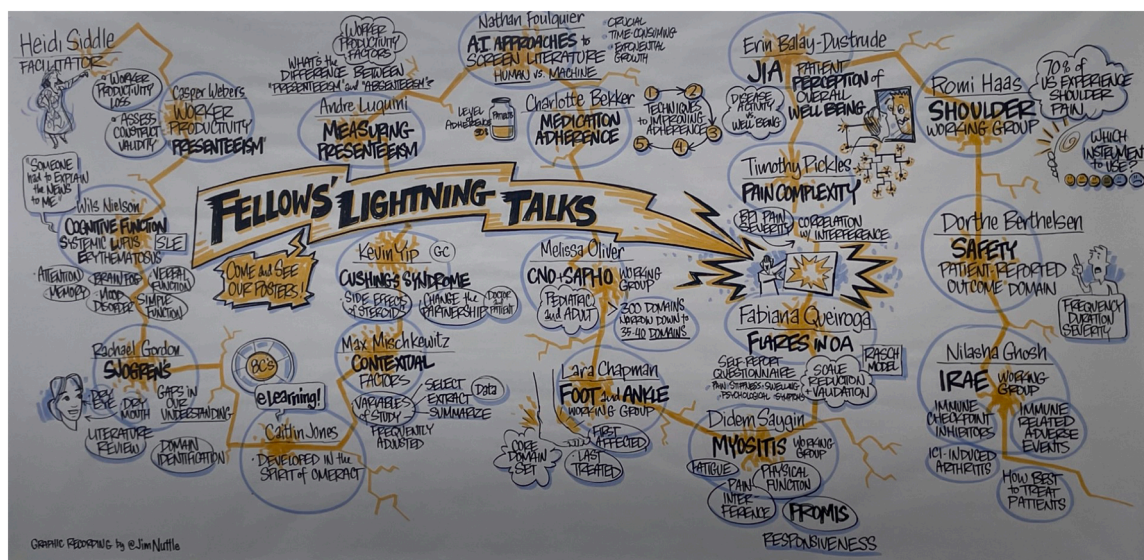 Heidi Siddle
FACILITATOR
WORKER
PRODUCTIVITY
LOSS
Casper Webers
WORKER
PRODUCTIVITY
"PRESENTEEISM"
ASSESS
CONSTRUCT
VALIDITY
WORKER
PRODUCTIVITY
FACTORS
WHAT'S the
DIFFERENCE BETWEEN
"PRESENTEEISM" and "ABSENTEEISM"?
Andre Luquini
MEASURING
PRESENTEEISM
Nathan Foulquier
A.I. APPROACHES to
SCREEN LITERATURE
HUMAN vs. MACHINE
CRUCIAL
TIME-CONSUMING
EXPONENTIAL
GROWTH
LEVEL
ADHERENCE
Charlotte Bekker
MEDICATION
ADHERENCE
1
2
TECHNIQUES
to IMPROVING
ADHERENCE
3
4
5
Erin Balay-Dustrude
JIA
PATIENT
PERCEPTION of
OVERALL
WELL BEING
DISEASE
ACTIVITY
vs.
WELL BEING
Romi Haas
SHOULDER
WORKING GROUP
70% of
US EXPERIENCE
SHOULDER
PAIN
WHICH
INSTRUMENT
to USE?
"SOMEONE
had to EXPLAIN
the NEWS
to ME"
Wils Nielson
COGNITIVE FUNCTION
SYSTEMIC LUPUS
ERYTHEMATOSUS
SLE
ATTENTION
MEMORY
BRAIN FOG
MOOD
DISORDER
VERBAL
FUNCTION
SIMPLE
FUNCTION
FELLOWS' LIGHTNING TALKS
COME and SEE
OUR POSTERS!
Timothy Pickles
PAIN COMPLEXITY
BPI PAIN
SEVERITY
CORRELATION
w/ INTERFERENCE
Dorthe Berthelsen
SAFETY
PATIENT-REPORTED
OUTCOME DOMAIN
FREQUENCY
DURATION
SEVERITY
Kevin Yip
GC
CUSHING'S SYNDROME
SIDE EFFECTS
of STEROIDS
CHANGE the
PARTNERSHIP
Doctor
and
PATIENT
Melissa Oliver
CNO & SAPHO
WORKING
GROUP
PEDIATRIC
and ADULT
> 300 DOMAINS
NARROW DOWN to
35-40 DOMAINS
Fabiana Queiroga
FLARES IN OA
SELF-REPORT
QUESTIONNAIRE
PAIN·STIFFNESS·SWELLING
·PSYCHOLOGICAL·SYMPTOMS
SCALE
REDUCTION
VALIDATION
RASCH
MODEL
Rachael Gordon
SJOGREN'S
DRY
EYE
DRY
MOUTH
GAPS IN
OUR
UNDERSTANDING
LITERATURE
REVIEW
DOMAIN
IDENTIFICATION
BC's
eLearning!
Caitlin Jones
DEVELOPED IN the
SPIRIT OF OMERACT
Max Mischkewitz
CONTEXTUAL
FACTORS
VARIABLES
of STUDY
FREQUENTLY
ADJUSTED
SELECT
EXTRACT
SUMMARIZE
Data
Lara Chapman
FOOT and ANKLE
WORKING GROUP
CORE
DOMAIN
SET
FIRST
AFFECTED
LAST
TREATED
Didem Saygin
MYOSITIS
WORKING
GROUP
FATIGUE
PHYSICAL
FUNCTION
PAIN
INTER-
FERENCE
PROMIS
RESPONSIVENESS
Nilasha Ghosh
IRAE
WORKING
GROUP
IMMUNE
CHECKPOINT
INHIBITORS
IMMUNE
RELATED
ADVERSE
EVENTS
ICI-INDUCED
ARTHRITIS
HOW BEST
to TREAT
PATIENTS
GRAPHIC RECORDING by @JimNuttle